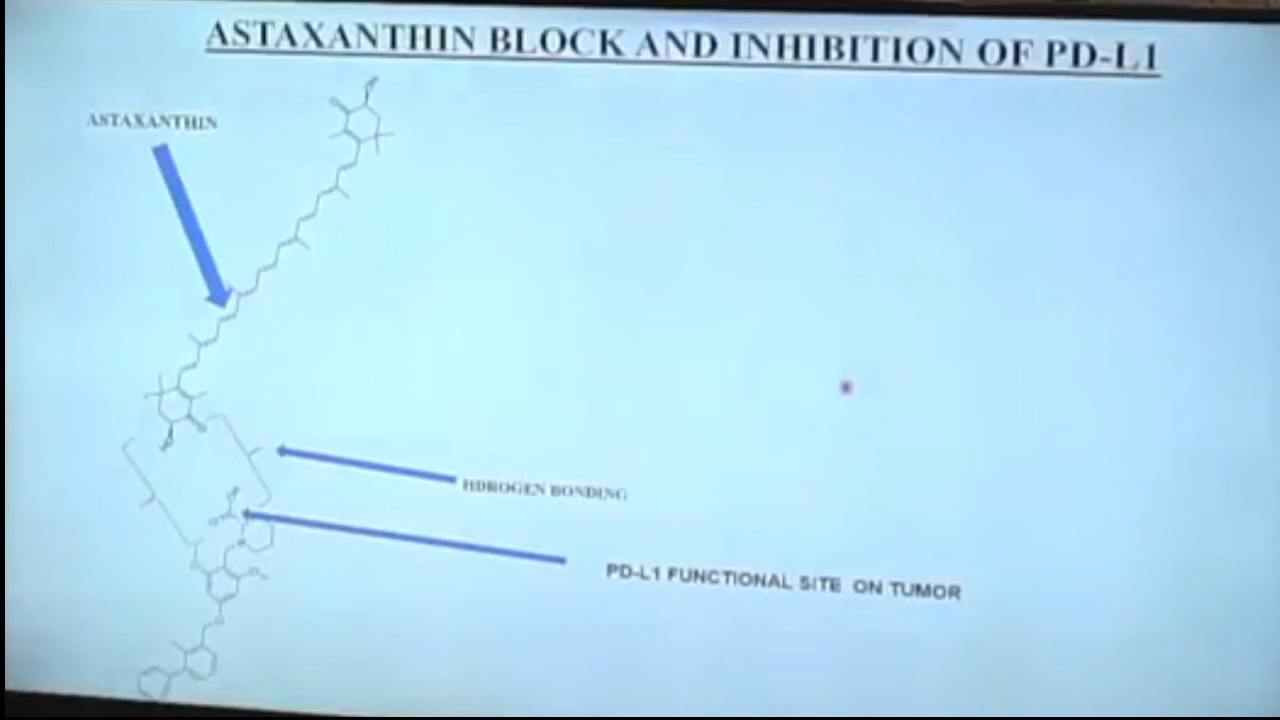 ASTAXANTHIN BLOCK AND INHIBITION OF PD-L1
ASTAXANTHIN
HDROGEN BONDING
PD-L1 FUNCTIONAL SITE ON TUMOR